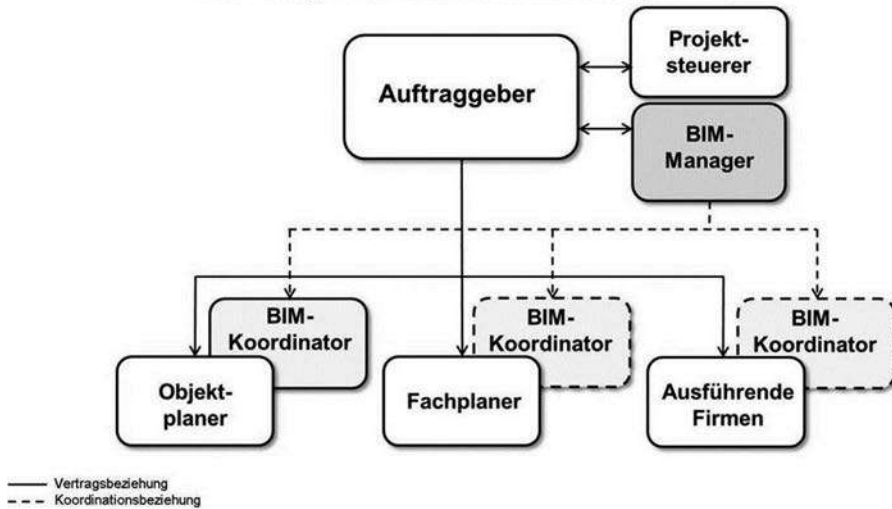 Projekt-
steuerer
Auftraggeber
BIM-
Manager
BIM-
Koordinator
BIM-
Koordinator
BIM-
Koordinator
Objekt-
planer
Fachplaner
Ausführende
Firmen
Vertragsbeziehung
Koordinationsbeziehung